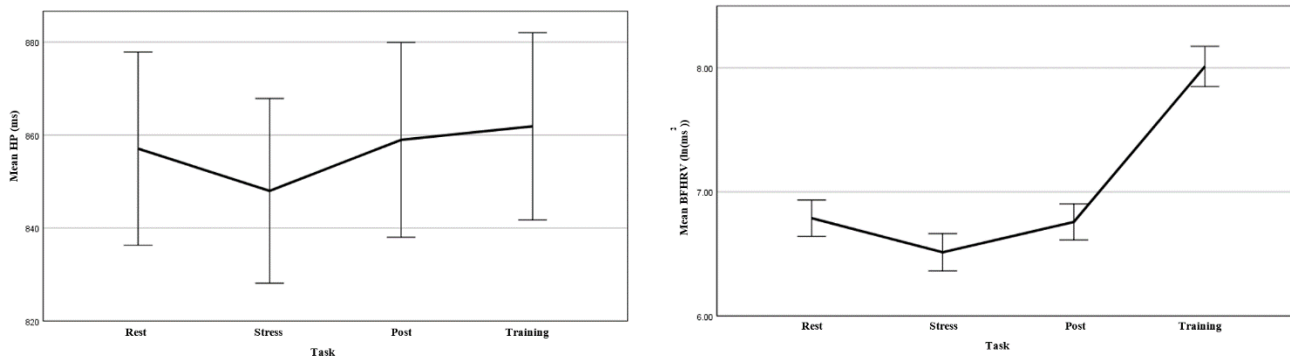 Mean HP (ms)
880
860
840
820
Rest Stress Post Training
Task
Mean BFHRV (ln(ms²))
8.00
7.00
6.00
Rest Stress Post Training
Task